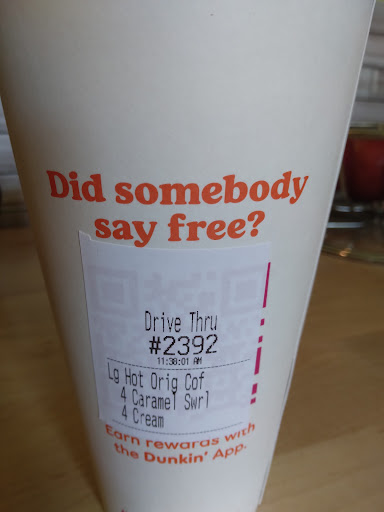 Did somebody
say free?
Drive Thru
#2392
11:38:01 AM
Lg Hot Orig Cof
4 Caramel Swrl
4 Cream
Earn rewards with
the Dunkin' App.